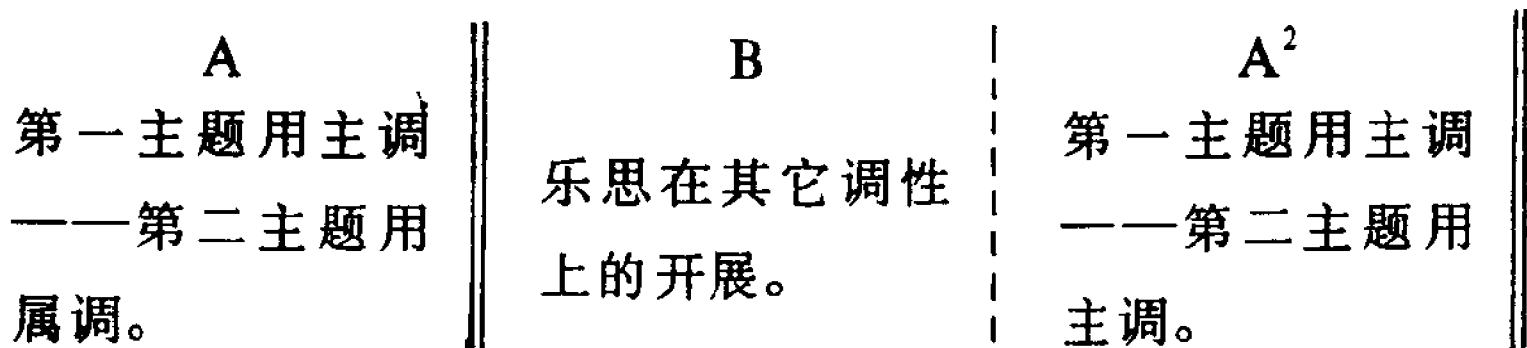 A
第一主题用主调
——第二主题用
属调。
B
乐思在其它调性
上的开展。
A²
第一主题用主调
——第二主题用
主调。